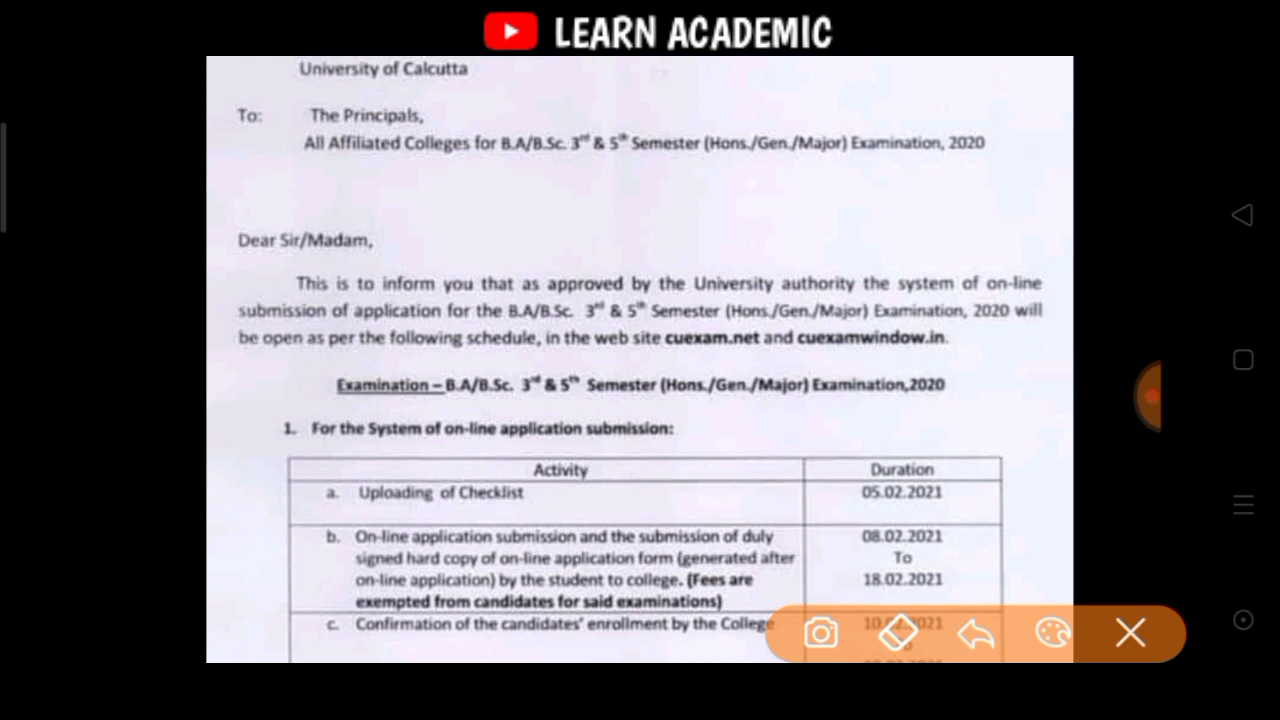 LEARN ACADEMIC
University of Calcutta
To: The Principals,
All Affiliated Colleges for B.A/B.Sc. 3rd & 5th Semester (Hons./Gen./Major) Examination, 2020
Dear Sir/Madam,
This is to inform you that as approved by the University authority the system of on-line
submission of application for the B.A/B.Sc. 3rd & 5th Semester (Hons./Gen./Major) Examination, 2020 will
be open as per the following schedule, in the web site cuexam.net and cuexamwindow.in.
Examination – B.A/B.Sc. 3rd & 5th Semester (Hons./Gen./Major) Examination,2020
1. For the System of on-line application submission:
Activity Duration
a. Uploading of Checklist 05.02.2021
b. On-line application submission and the submission of duly 08.02.2021
signed hard copy of on-line application form (generated after To
on-line application) by the student to college. (Fees are 18.02.2021
exempted from candidates for said examinations)
c. Confirmation of the candidates' enrollment by the College